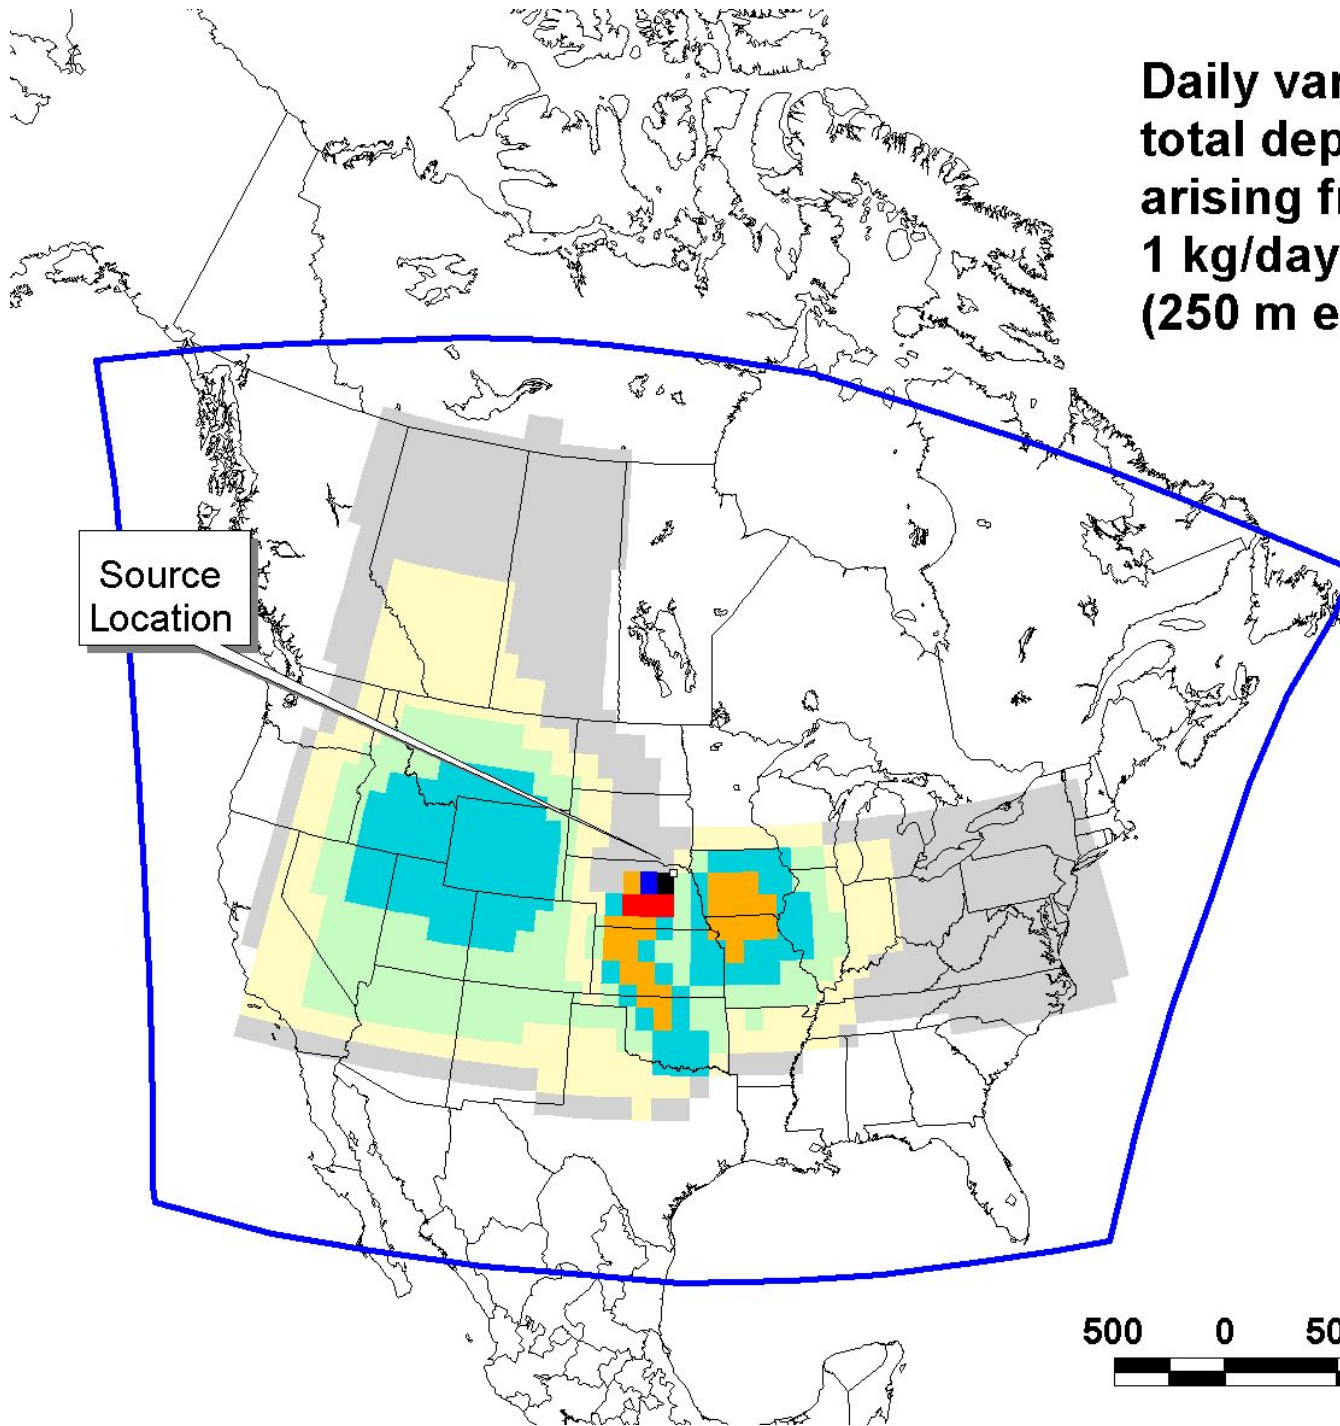 Daily var
total dep
arising fr
1 kg/day
(250 m e
Source
Location
500 0 50